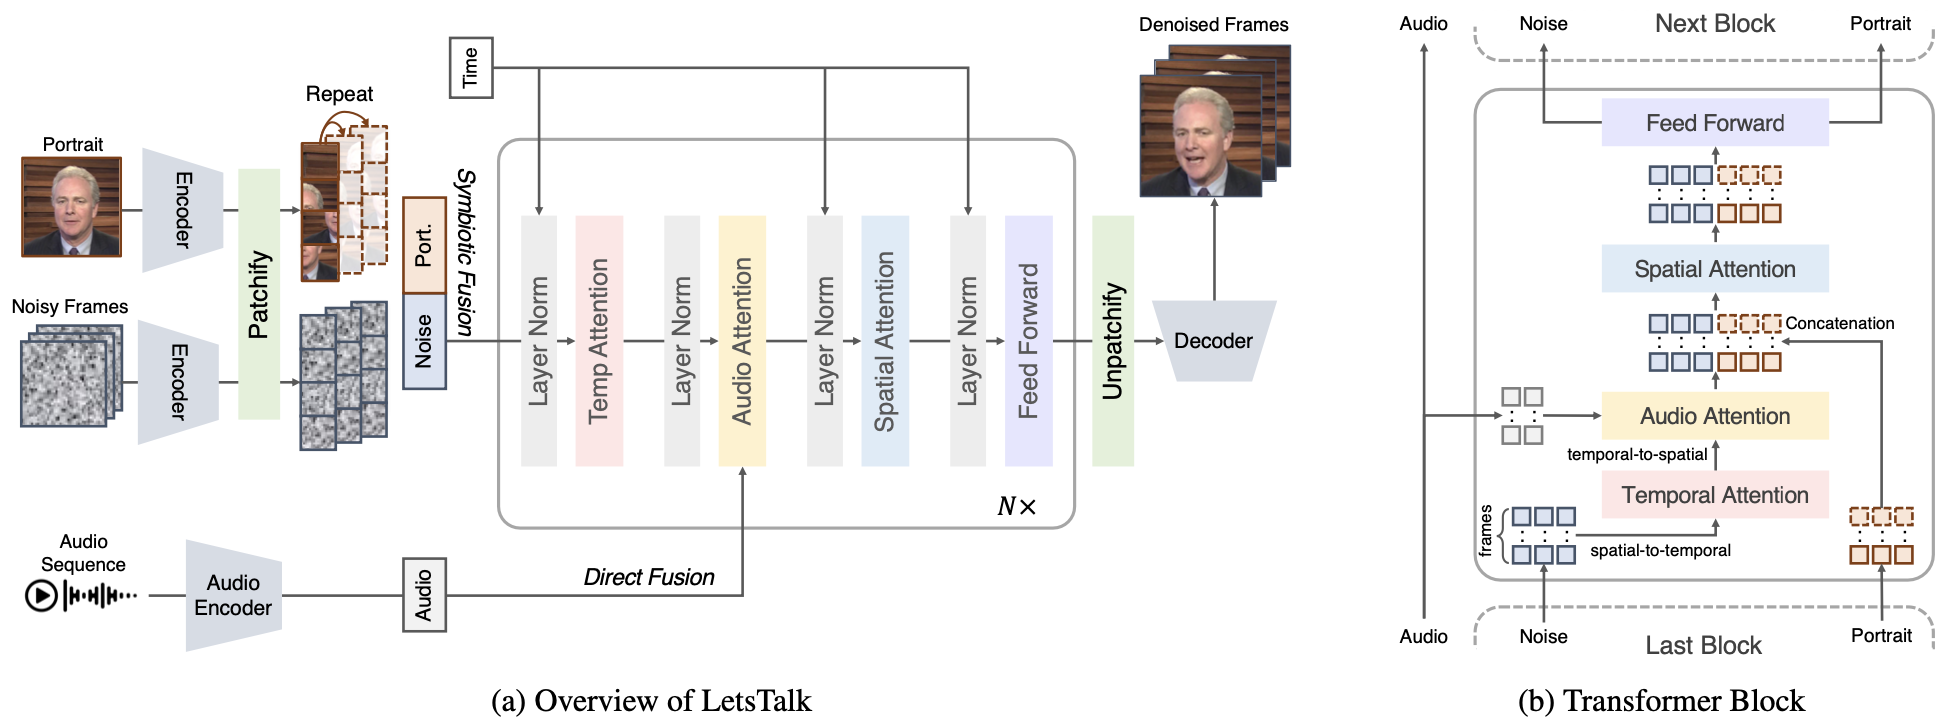 Portrait
Encoder
Noisy Frames
Encoder
Patchify
Repeat
Port.
Noise
Symbiotic Fusion
Time
Layer Norm
Temp Attention
Layer Norm
Audio Attention
Layer Norm
Spatial Attention
Layer Norm
Feed Forward
N×
Unpatchify
Decoder
Denoised Frames
Audio
Sequence
Audio
Encoder
Audio
Direct Fusion
(a) Overview of LetsTalk
Audio
Noise
Next Block
Portrait
Feed Forward
Spatial Attention
Concatenation
Audio Attention
temporal-to-spatial
Temporal Attention
frames
spatial-to-temporal
Audio
Noise
Last Block
Portrait
(b) Transformer Block